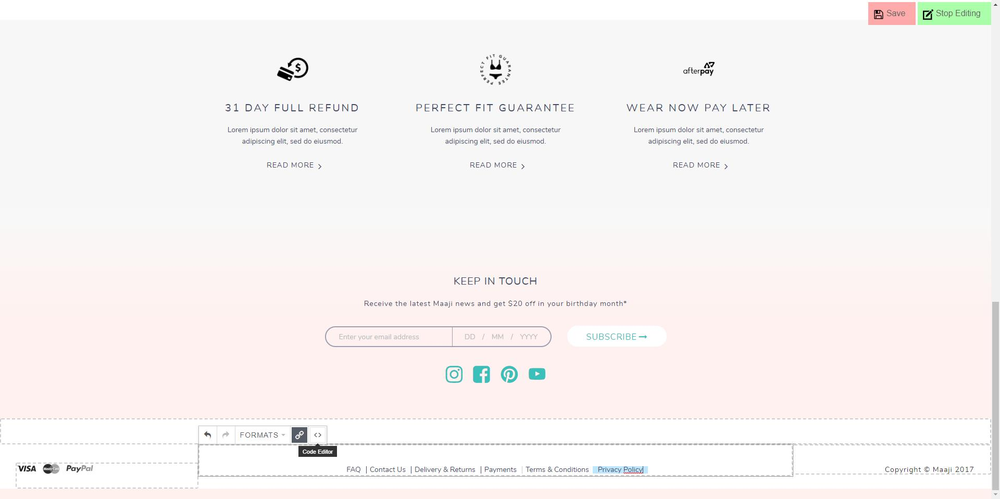 Save
Stop Editing
PERFECT FIT GUARANTEE
afterpay
31 DAY FULL REFUND
PERFECT FIT GUARANTEE
WEAR NOW PAY LATER
Lorem ipsum dolor sit amet, consectetur
adipiscing elit, sed do eiusmod.
Lorem ipsum dolor sit amet, consectetur
adipiscing elit, sed do eiusmod.
Lorem ipsum dolor sit amet, consectetur
adipiscing elit, sed do eiusmod.
READ MORE
READ MORE
READ MORE
KEEP IN TOUCH
Receive the latest Maaji news and get $20 off in your birthday month*
Enter your email address
DD / MM / YYYY
SUBSCRIBE
FORMATS
Code Editor
VISA MasterCard PayPal
FAQ | Contact Us | Delivery & Returns | Payments | Terms & Conditions Privacy Policy
Copyright © Maaji 2017